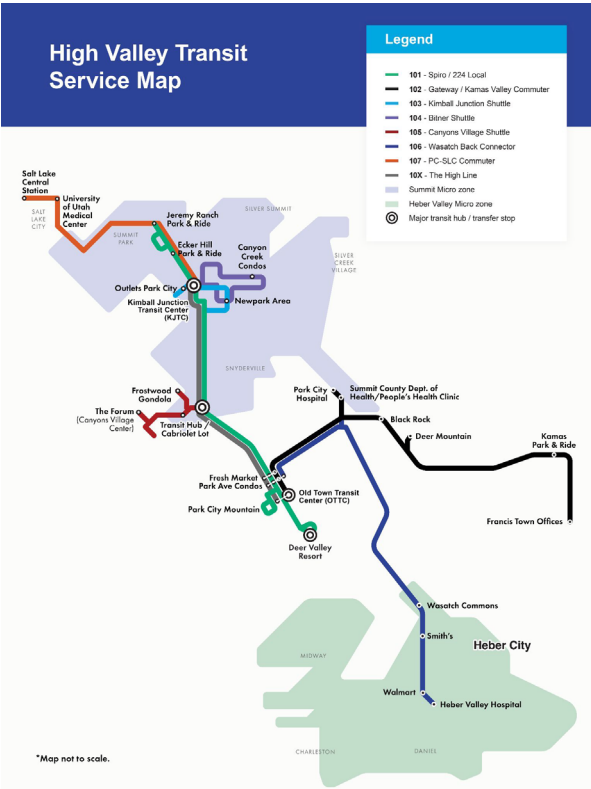 High Valley Transit
Service Map
Legend
101 - Spiro / 224 Local
102 - Gateway / Kamas Valley Commuter
103 - Kimball Junction Shuttle
104 - Bitner Shuttle
105 - Canyons Village Shuttle
106 - Wasatch Back Connector
107 - PC-SLC Commuter
10X - The High Line
Summit Micro zone
Heber Valley Micro zone
Major transit hub / transfer stop
Salt Lake
Central
Station
University
of Utah
Medical
Center
SALT
LAKE
CITY
SUMMIT
PARK
Jeremy Ranch
Park & Ride
SILVER SUMMIT
Ecker Hill
Park & Ride
Canyon
Creek
Condos
SILVER
CREEK
VILLAGE
Outlets Park City
Kimball Junction
Transit Center
(KJTC)
Newpark Area
SNYDERVILLE
Frostwood
Gondola
The Forum
(Canyons Village
Center)
Transit Hub /
Cabriolet Lot
Park City
Hospital
Summit County Dept. of
Health/People's Health Clinic
Black Rock
Deer Mountain
Kamas
Park & Ride
Francis Town Offices
Fresh Market
Park Ave Condos
Old Town Transit
Center (OTTC)
Park City Mountain
Deer Valley
Resort
Wasatch Commons
Smith's
Heber City
MIDWAY
Walmart
Heber Valley Hospital
CHARLESTON
DANIEL
*Map not to scale.